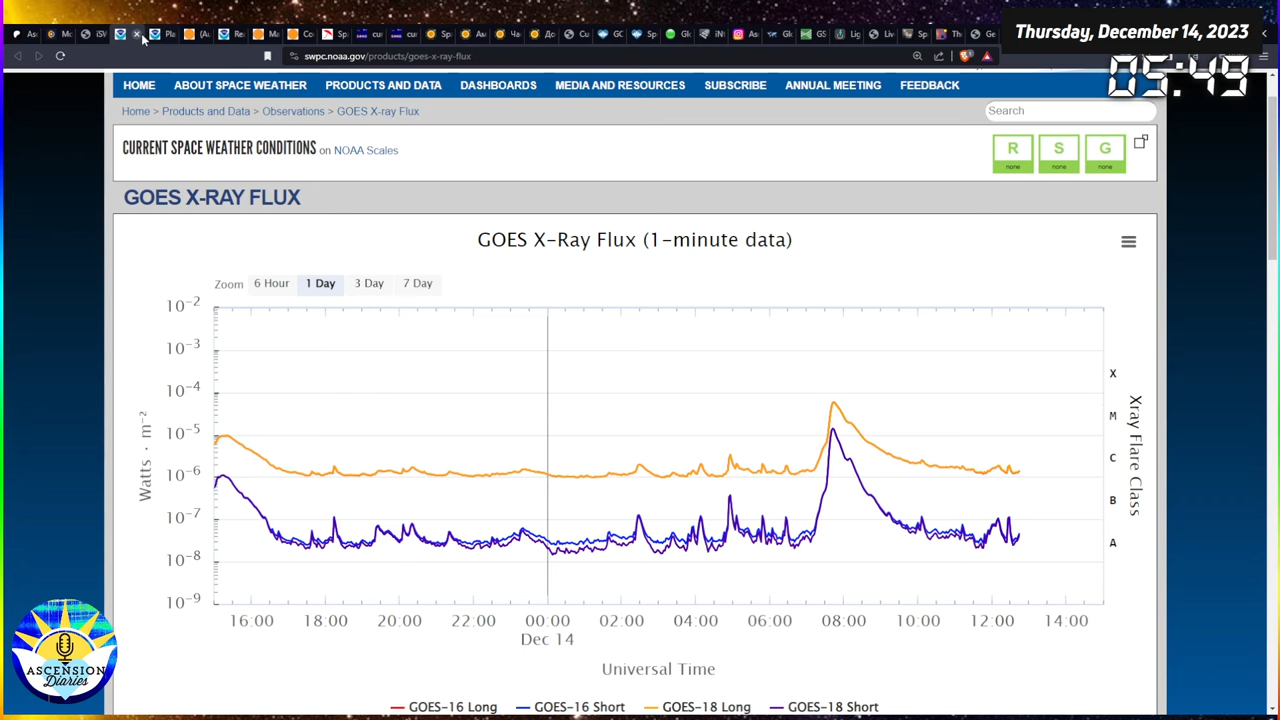 Thursday, December 14, 2023
05:49
swpc.noaa.gov/products/goes-x-ray-flux
HOME ABOUT SPACE WEATHER PRODUCTS AND DATA DASHBOARDS MEDIA AND RESOURCES SUBSCRIBE ANNUAL MEETING FEEDBACK
Home > Products and Data > Observations > GOES X-ray Flux
Search
CURRENT SPACE WEATHER CONDITIONS on NOAA Scales
R S G
none none none
GOES X-RAY FLUX
GOES X-Ray Flux (1-minute data)
Zoom 6 Hour 1 Day 3 Day 7 Day
10⁻²
10⁻³
10⁻⁴
10⁻⁵
10⁻⁶
10⁻⁷
10⁻⁸
10⁻⁹
Watts · m⁻²
X
M
C
B
A
Xray Flare Class
16:00 18:00 20:00 22:00 00:00 02:00 04:00 06:00 08:00 10:00 12:00 14:00
Dec 14
Universal Time
GOES-16 Long GOES-16 Short GOES-18 Long GOES-18 Short
ASCENSION
Diaries